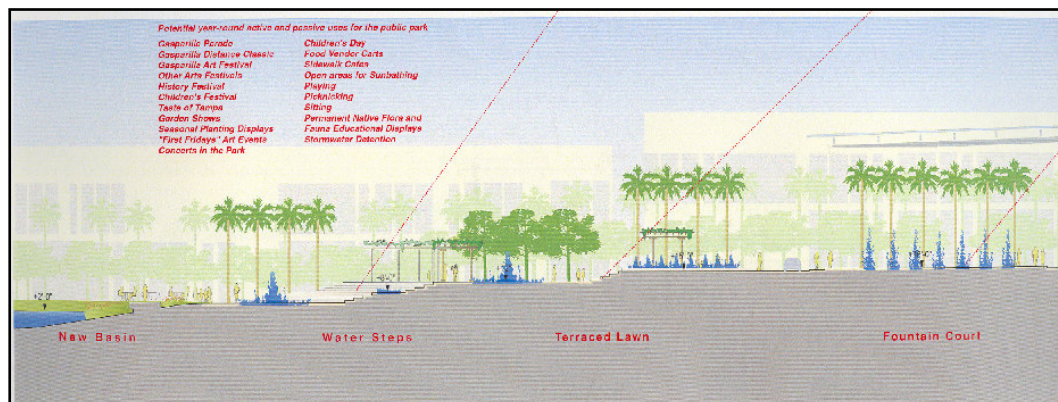 Potential year-round active and passive uses for the public park
Gasparilla Parade
Gasparilla Distance Classic
Gasparilla Art Festival
Other Arts Festivals
History Festival
Children's Festival
Taste of Tampa
Garden Shows
Seasonal Planting Displays
"First Fridays" Art Events
Concerts in the Park
Children's Day
Food Vendor Carts
Sidewalk Cafes
Open areas for Sunbathing
Playing
Picknicking
Sitting
Permanent Native Flora and
Fauna Educational Displays
Stormwater Detention
+2'-0"
New Basin
Water Steps
Terraced Lawn
Fountain Court